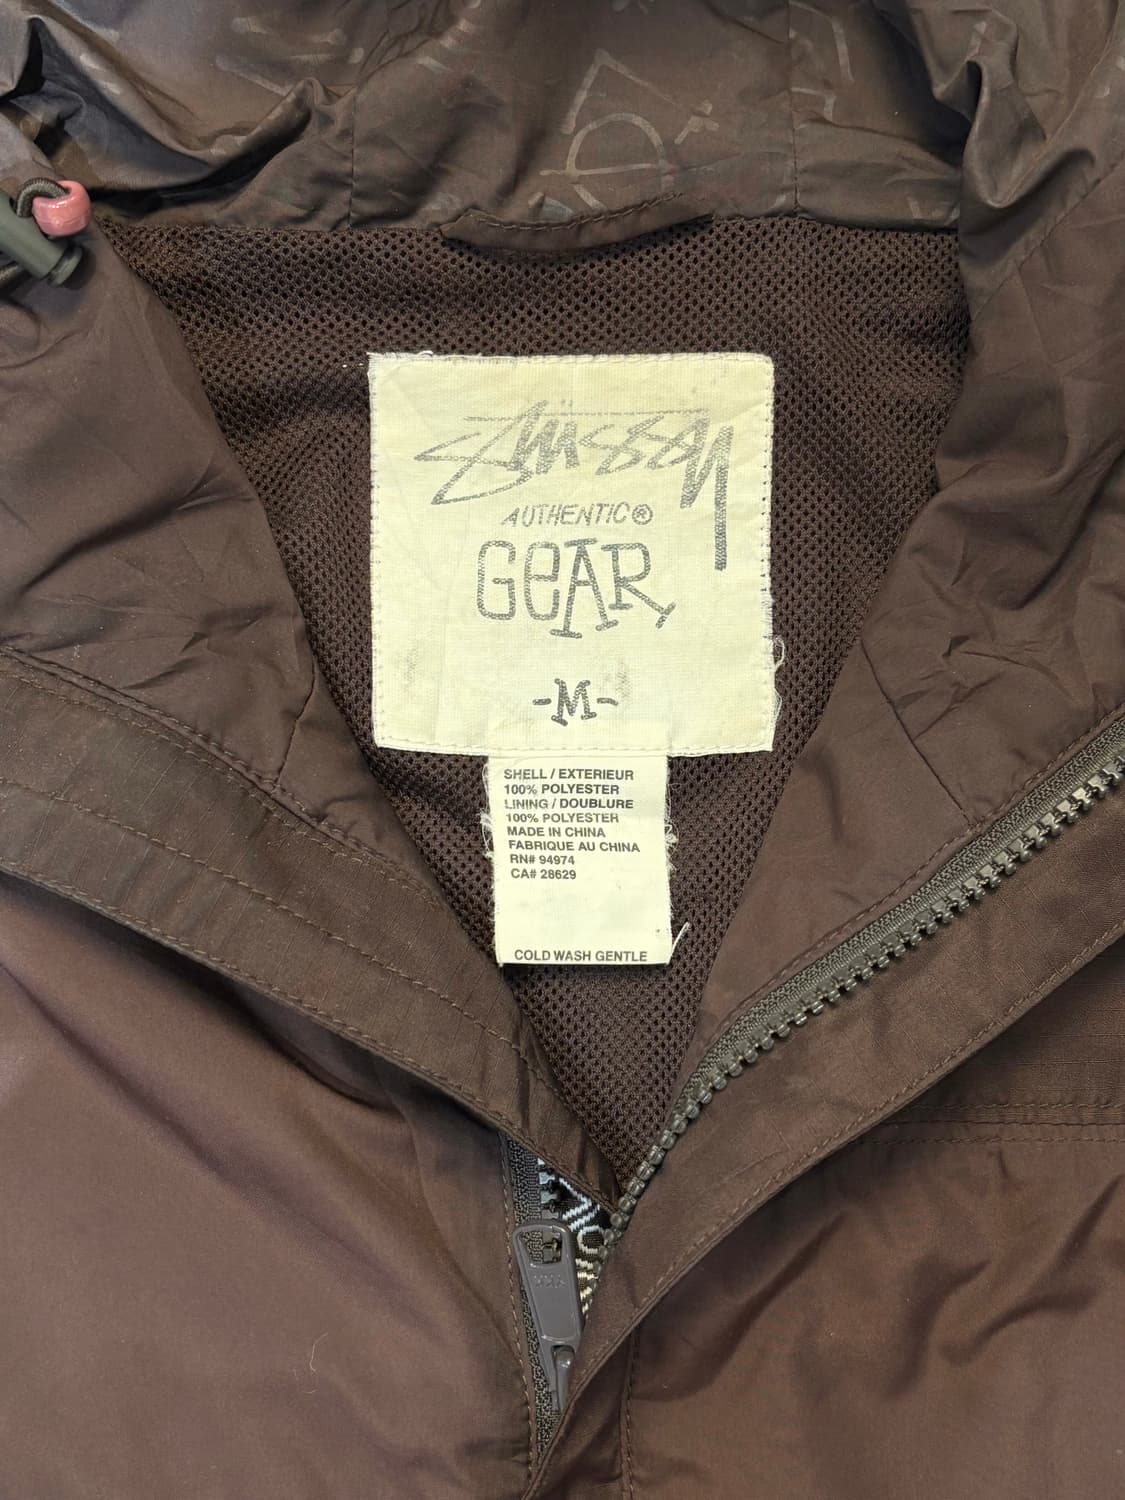 Stüssy
AUTHENTIC®
GEAR
-M-
SHELL / EXTERIEUR
100% POLYESTER
LINING / DOUBLURE
100% POLYESTER
MADE IN CHINA
FABRIQUE AU CHINA
RN# 94974
CA# 28629
COLD WASH GENTLE